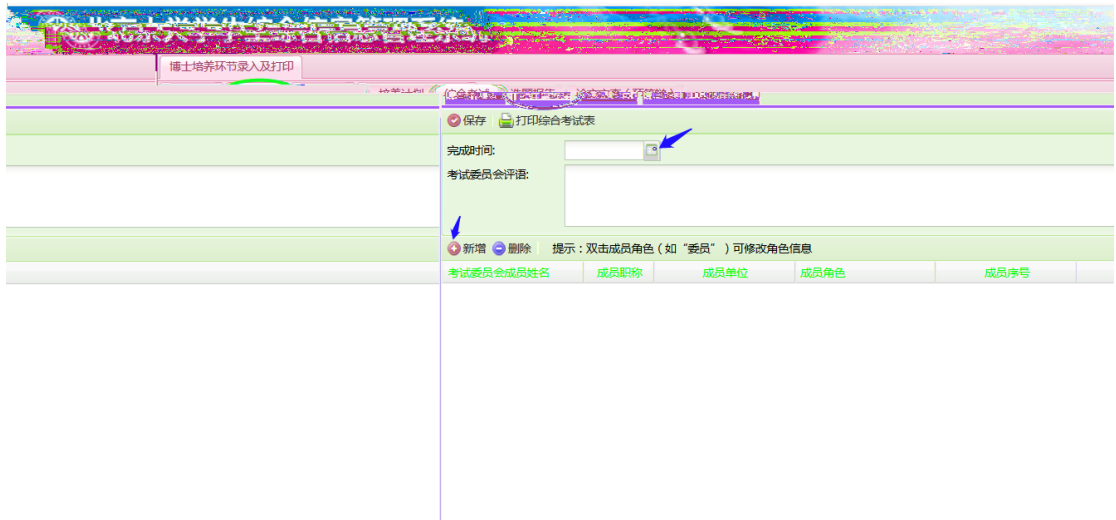 博士培养环节录入及打印
保存 打印综合考试表
完成时间:
考试委员会评语:
新增 删除 提示：双击成员角色（如“委员”）可修改角色信息
考试委员会成员姓名 成员职称 成员单位 成员角色 成员序号